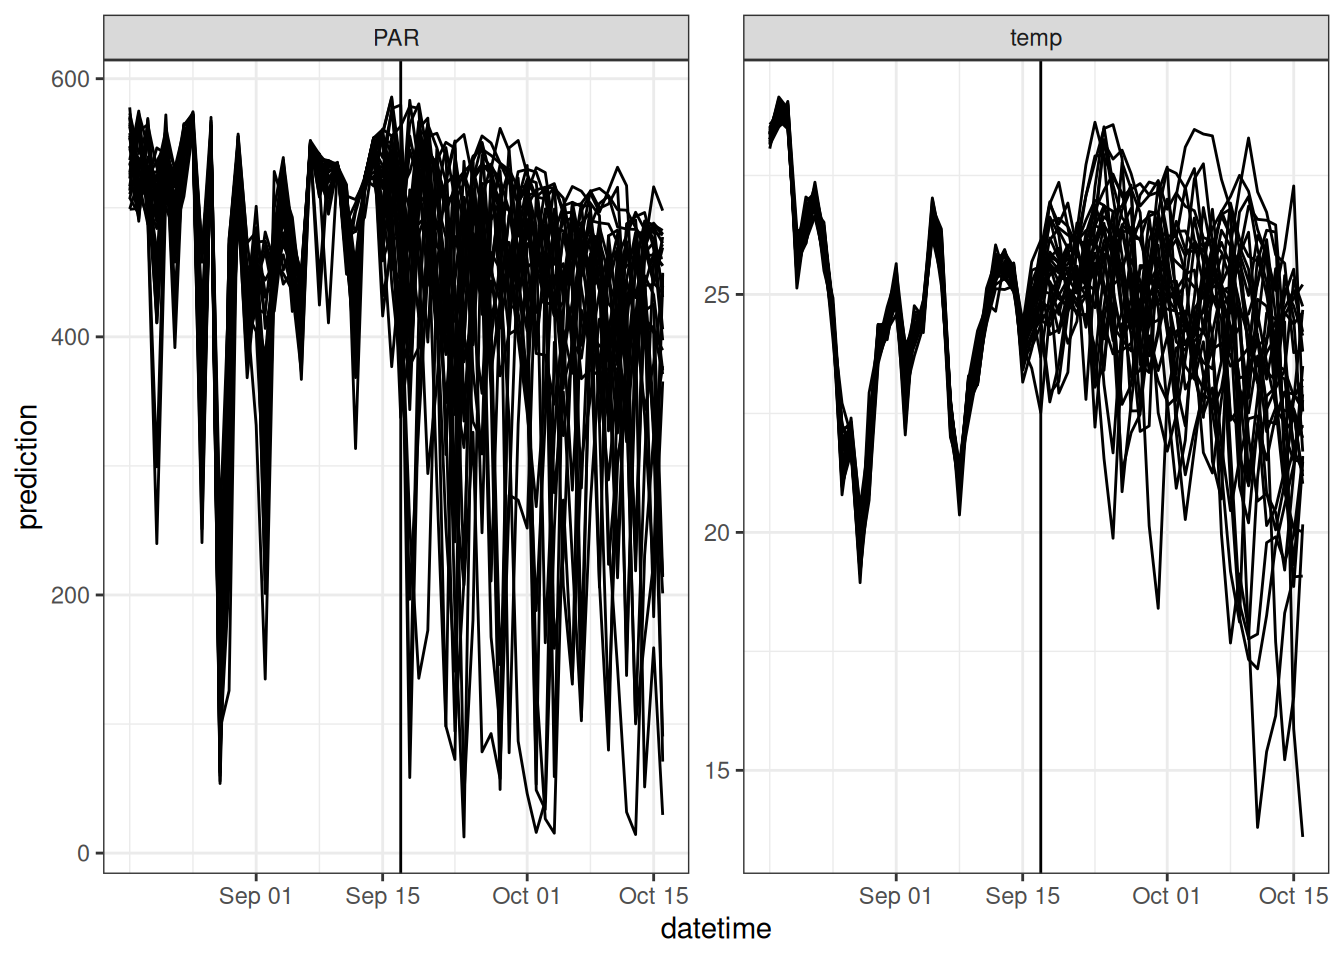 PAR
temp
600
400
200
0
25
20
15
prediction
Sep 01 Sep 15 Oct 01 Oct 15
Sep 01 Sep 15 Oct 01 Oct 15
datetime